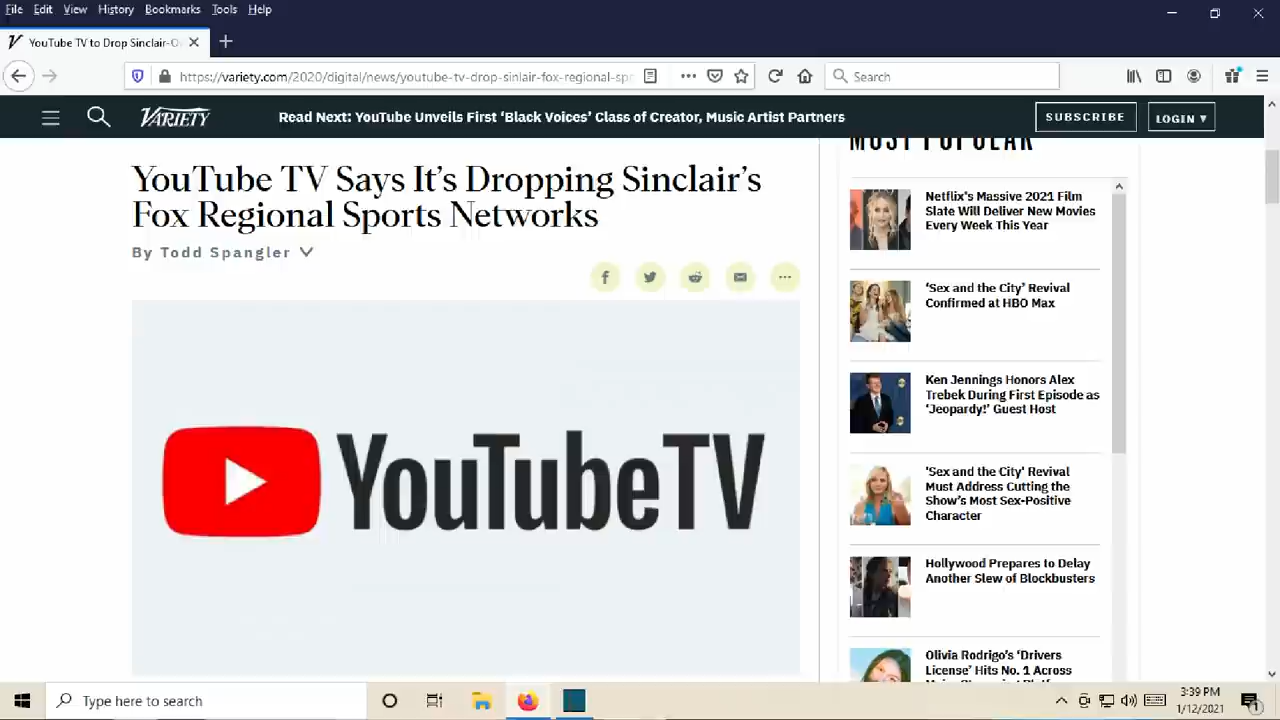 File Edit View History Bookmarks Tools Help
YouTube TV to Drop Sinclair-O
https://variety.com/2020/digital/news/youtube-tv-drop-sinlair-fox-regional-spo
Search
VARIETY
Read Next: YouTube Unveils First ‘Black Voices’ Class of Creator, Music Artist Partners
SUBSCRIBE
LOGIN
YouTube TV Says It’s Dropping Sinclair’s
Fox Regional Sports Networks
By Todd Spangler
YouTubeTV
MOST POPULAR
Netflix’s Massive 2021 Film
Slate Will Deliver New Movies
Every Week This Year
‘Sex and the City’ Revival
Confirmed at HBO Max
Ken Jennings Honors Alex
Trebek During First Episode as
‘Jeopardy!’ Guest Host
'Sex and the City' Revival
Must Address Cutting the
Show’s Most Sex-Positive
Character
Hollywood Prepares to Delay
Another Slew of Blockbusters
Olivia Rodrigo’s ‘Drivers
License’ Hits No. 1 Across
Type here to search
3:39 PM
1/12/2021
1